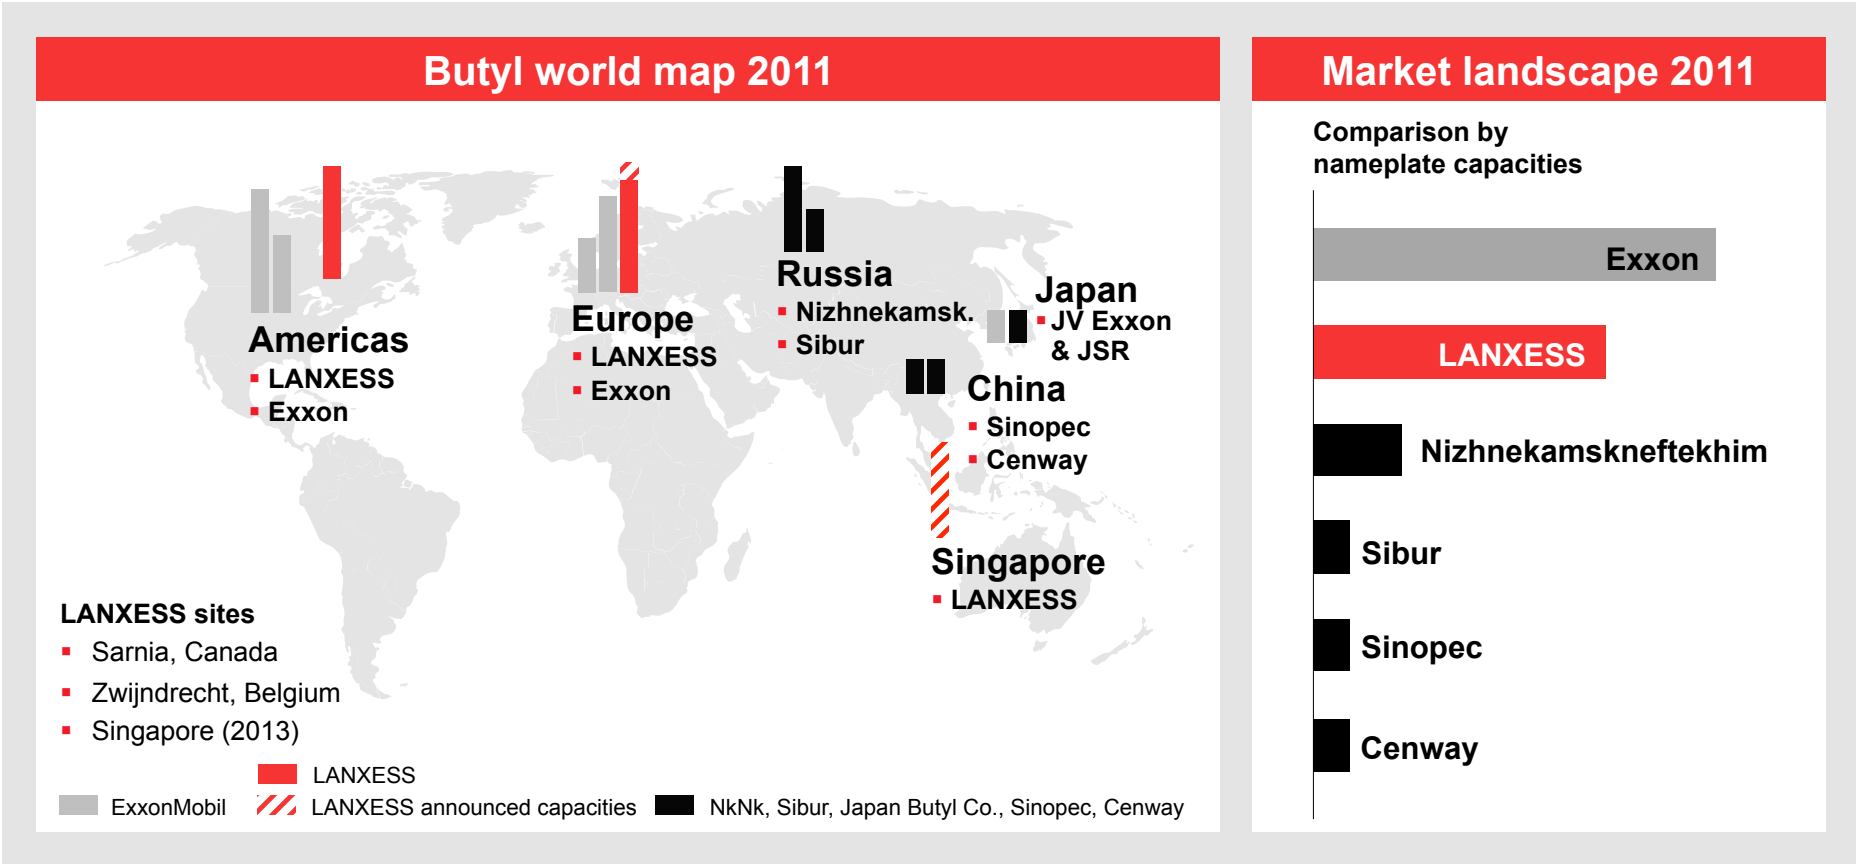 Butyl world map 2011
Americas
LANXESS
Exxon
Europe
LANXESS
Exxon
Russia
Nizhnekamsk.
Sibur
Japan
JV Exxon
& JSR
China
Sinopec
Cenway
Singapore
LANXESS
LANXESS sites
Sarnia, Canada
Zwijndrecht, Belgium
Singapore (2013)
LANXESS
ExxonMobil
LANXESS announced capacities
NkNk, Sibur, Japan Butyl Co., Sinopec, Cenway
Market landscape 2011
Comparison by
nameplate capacities
Exxon
LANXESS
Nizhnekamskneftekhim
Sibur
Sinopec
Cenway